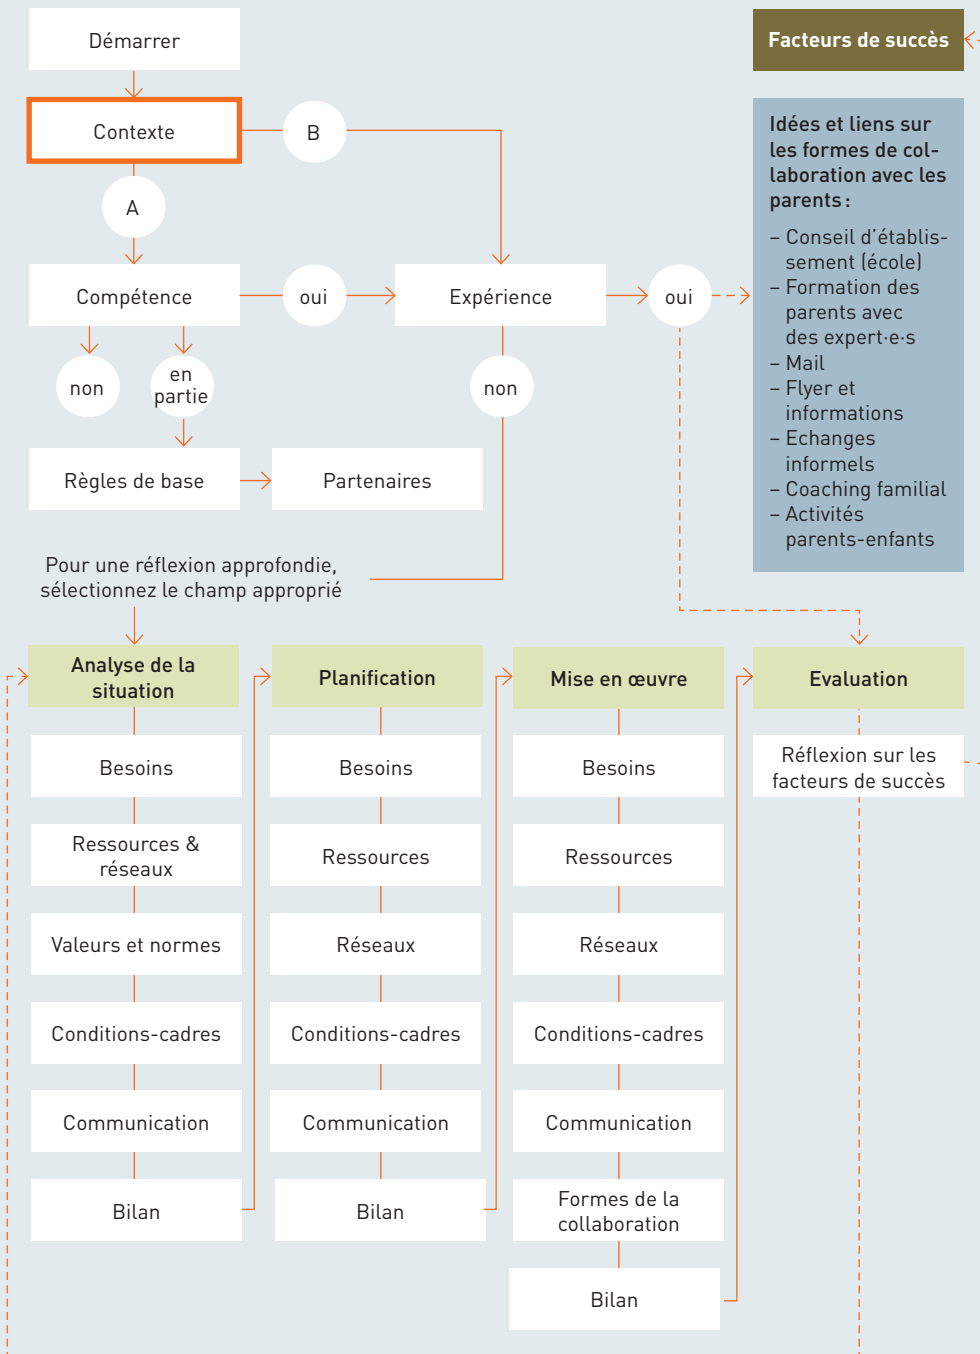 Démarrer
Facteurs de succès
Contexte
B
A
Idées et liens sur
les formes de col-
laboration avec les
parents :
– Conseil d’établis-
sement (école)
– Formation des
parents avec
des expert·e·s
– Mail
– Flyer et
informations
– Echanges
informels
– Coaching familial
– Activités
parents-enfants
Compétence
oui
Expérience
oui
non
en
partie
non
Règles de base
Partenaires
Pour une réflexion approfondie,
sélectionnez le champ approprié
Analyse de la
situation
Besoins
Ressources &
réseaux
Valeurs et normes
Conditions-cadres
Communication
Bilan
Planification
Besoins
Ressources
Réseaux
Conditions-cadres
Communication
Bilan
Mise en œuvre
Besoins
Ressources
Réseaux
Conditions-cadres
Communication
Formes de la
collaboration
Bilan
Evaluation
Réflexion sur les
facteurs de succès